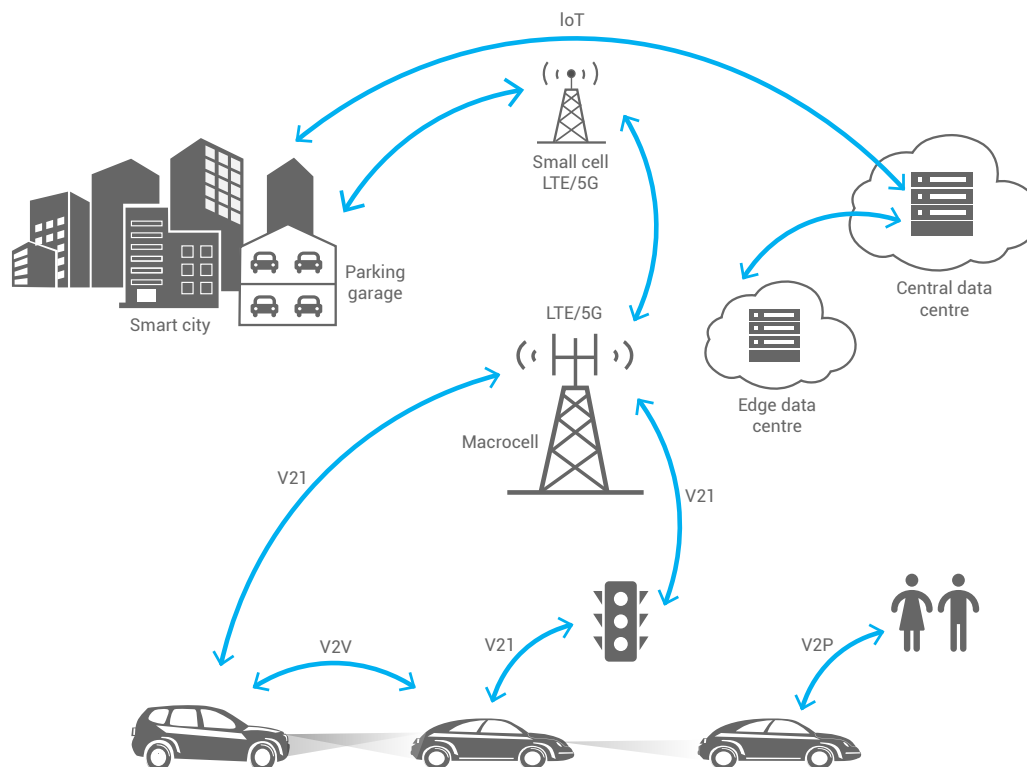 IoT
Small cell
LTE/5G
Parking
garage
Smart city
Central data
centre
LTE/5G
Edge data
centre
Macrocell
V21
V21
V2V
V21
V2P